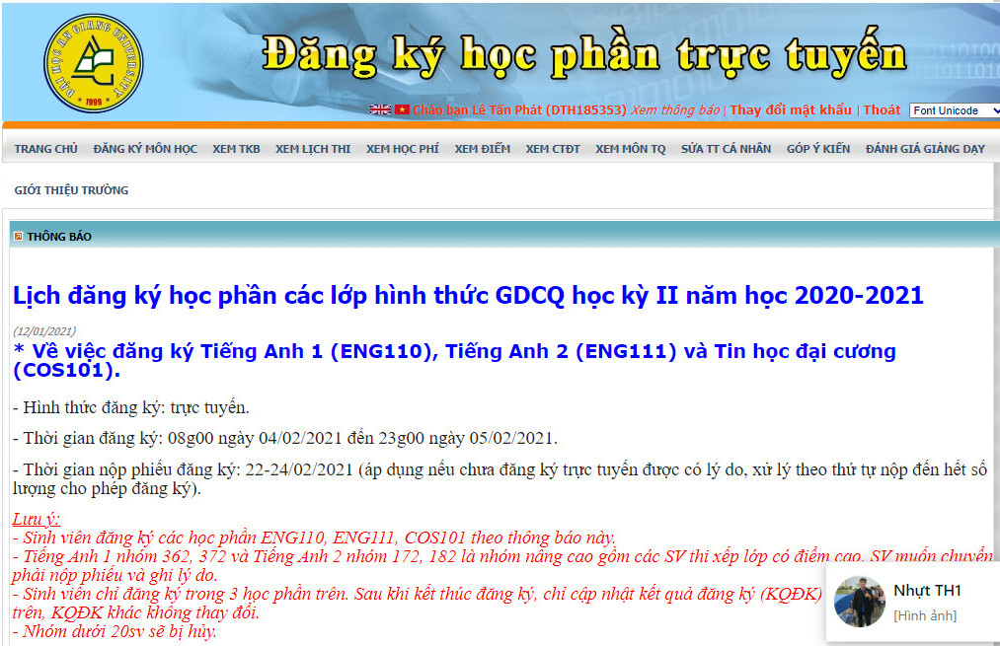 ĐẠI HỌC AN GIANG UNIVERSITY
1999
Đăng ký học phần trực tuyến
Chào bạn Lê Tấn Phát (DTH185353) Xem thông báo | Thay đổi mật khẩu | Thoát Font Unicode
TRANG CHỦ ĐĂNG KÝ MÔN HỌC XEM TKB XEM LỊCH THI XEM HỌC PHÍ XEM ĐIỂM XEM CTĐT XEM MÔN TQ SỬA TT CÁ NHÂN GÓP Ý KIẾN ĐÁNH GIÁ GIẢNG DẠY
GIỚI THIỆU TRƯỜNG
THÔNG BÁO
Lịch đăng ký học phần các lớp hình thức GDCQ học kỳ II năm học 2020-2021
(12/01/2021)
* Về việc đăng ký Tiếng Anh 1 (ENG110), Tiếng Anh 2 (ENG111) và Tin học đại cương
(COS101).
- Hình thức đăng ký: trực tuyến.
- Thời gian đăng ký: 08g00 ngày 04/02/2021 đến 23g00 ngày 05/02/2021.
- Thời gian nộp phiếu đăng ký: 22-24/02/2021 (áp dụng nếu chưa đăng ký trực tuyến được có lý do, xử lý theo thứ tự nộp đến hết số
lượng cho phép đăng ký).
Lưu ý:
- Sinh viên đăng ký các học phần ENG110, ENG111, COS101 theo thông báo này.
- Tiếng Anh 1 nhóm 362, 372 và Tiếng Anh 2 nhóm 172, 182 là nhóm nâng cao gồm các SV thi xếp lớp có điểm cao. SV muốn chuyển
phải nộp phiếu và ghi lý do.
- Sinh viên chỉ đăng ký trong 3 học phần trên. Sau khi kết thúc đăng ký, chỉ cập nhật kết quả đăng ký (KQĐK)
trên, KQĐK khác không thay đổi.
- Nhóm dưới 20sv sẽ bị hủy.
Nhựt TH1
[Hình ảnh]